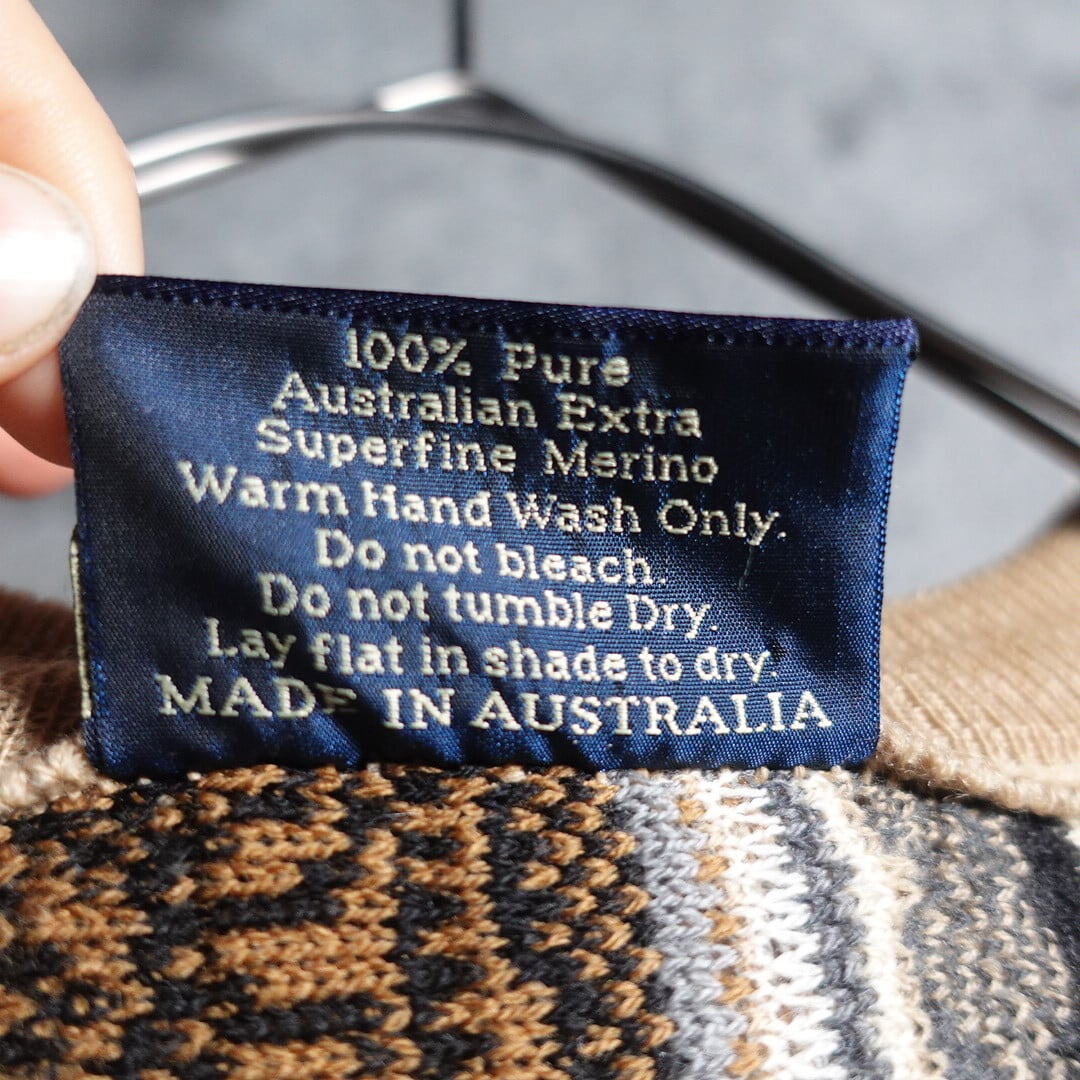 100% Pure
Australian Extra
Superfine Merino
Warm Hand Wash Only.
Do not bleach.
Do not tumble Dry.
Lay flat in shade to dry.
MADE IN AUSTRALIA